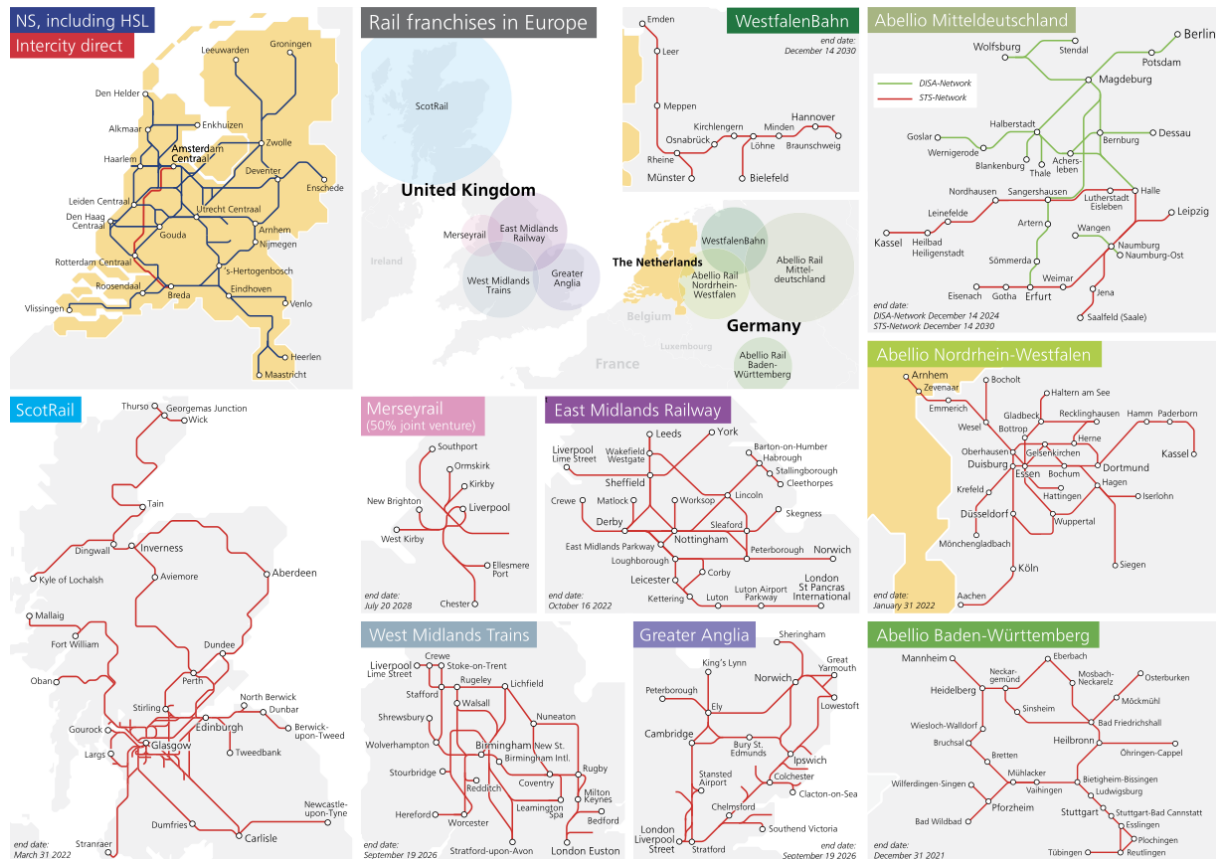 NS, including HSL
Intercity direct
Groningen
Leeuwarden
Den Helder
Alkmaar
Enkhuizen
Amsterdam
Centraal
Zwolle
Haarlem
Deventer
Enschede
Leiden Centraal
Utrecht Centraal
Den Haag
Centraal
Gouda
Arnhem
Nijmegen
Rotterdam Centraal
's-Hertogenbosch
Roosendaal
Breda
Eindhoven
Vlissingen
Venlo
Heerlen
Maastricht
Rail franchises in Europe
ScotRail
United Kingdom
Merseyrail
East Midlands
Railway
Ireland
West Midlands
Trains
Greater
Anglia
WestfalenBahn
The Netherlands
Abellio Rail
Nordrhein-
Westfalen
Abellio Rail
Mittel-
deutschland
Belgium
Germany
Luxembourg
France
Abellio Rail
Baden-
Württemberg
WestfalenBahn
end date:
December 14 2030
Emden
Leer
Meppen
Osnabrück
Kirchlengern
Minden
Hannover
Rheine
Löhne
Braunschweig
Münster
Bielefeld
Abellio Mitteldeutschland
Wolfsburg
Stendal
Berlin
Potsdam
Magdeburg
DISA-Network
STS-Network
Halberstadt
Goslar
Dessau
Wernigerode
Bernburg
Blankenburg
Thale
Achers-
leben
Nordhausen
Sangershausen
Halle
Lutherstadt
Eisleben
Leinefelde
Leipzig
Artern
Wangen
Kassel
Heilbad
Heiligenstadt
Naumburg
Naumburg-Ost
Sömmerda
Weimar
Eisenach
Gotha
Erfurt
Jena
Saalfeld (Saale)
end date:
DISA-Network December 14 2024
STS-Network December 14 2030
ScotRail
Thurso
Georgemas Junction
Wick
Tain
Dingwall
Inverness
Kyle of Lochalsh
Aviemore
Aberdeen
Mallaig
Fort William
Dundee
Oban
Perth
Stirling
North Berwick
Dunbar
Gourock
Edinburgh
Berwick-
upon-Tweed
Largs
Glasgow
Tweedbank
Newcastle-
upon-Tyne
Dumfries
Carlisle
Stranraer
end date:
March 31 2022
Merseyrail
(50% joint venture)
Southport
Ormskirk
Kirkby
New Brighton
Liverpool
West Kirby
Ellesmere
Port
Chester
end date:
July 20 2028
East Midlands Railway
Leeds
York
Liverpool
Lime Street
Wakefield
Westgate
Barton-on-Humber
Habrough
Stallingborough
Cleethorpes
Sheffield
Crewe
Matlock
Worksop
Lincoln
Skegness
Derby
Nottingham
Sleaford
East Midlands Parkway
Loughborough
Peterborough
Norwich
Leicester
Corby
Kettering
Luton
Luton Airport
Parkway
London
St Pancras
International
end date:
October 16 2022
Abellio Nordrhein-Westfalen
Arnhem
Zevenaar
Emmerich
Bocholt
Haltern am See
Wesel
Gladbeck
Bottrop
Recklinghausen
Hamm
Paderborn
Oberhausen
Herne
Gelsenkirchen
Kassel
Duisburg
Essen
Bochum
Dortmund
Krefeld
Hattingen
Hagen
Iserlohn
Düsseldorf
Wuppertal
Mönchengladbach
Köln
Siegen
Aachen
end date:
January 31 2022
West Midlands Trains
Crewe
Liverpool
Lime Street
Stoke-on-Trent
Rugeley
Lichfield
Stafford
Walsall
Shrewsbury
Nuneaton
Wolverhampton
Birmingham New St.
Birmingham Intl.
Stourbridge
Coventry
Rugby
Redditch
Milton
Keynes
Hereford
Worcester
Leamington
Spa
Bedford
Stratford-upon-Avon
London Euston
end date:
September 19 2026
Greater Anglia
Sheringham
King's Lynn
Norwich
Great
Yarmouth
Peterborough
Ely
Lowestoft
Cambridge
Bury St.
Edmunds
Ipswich
Stansted
Airport
Colchester
Clacton-on-Sea
Chelmsford
London
Liverpool
Street
Southend Victoria
Stratford
end date:
September 19 2026
Abellio Baden-Württemberg
Mannheim
Eberbach
Neckar-
gemünd
Mosbach-
Neckarelz
Osterburken
Heidelberg
Möckmühl
Sinsheim
Bad Friedrichshall
Wiesloch-Walldorf
Bruchsal
Heilbronn
Bretten
Öhringen-Cappel
Wilferdingen-Singen
Mühlacker
Vaihingen
Bietigheim-Bissingen
Ludwigsburg
Pforzheim
Stuttgart
Stuttgart-Bad Cannstatt
Bad Wildbad
Esslingen
Plochingen
Tübingen
Reutlingen
end date:
December 31 2021